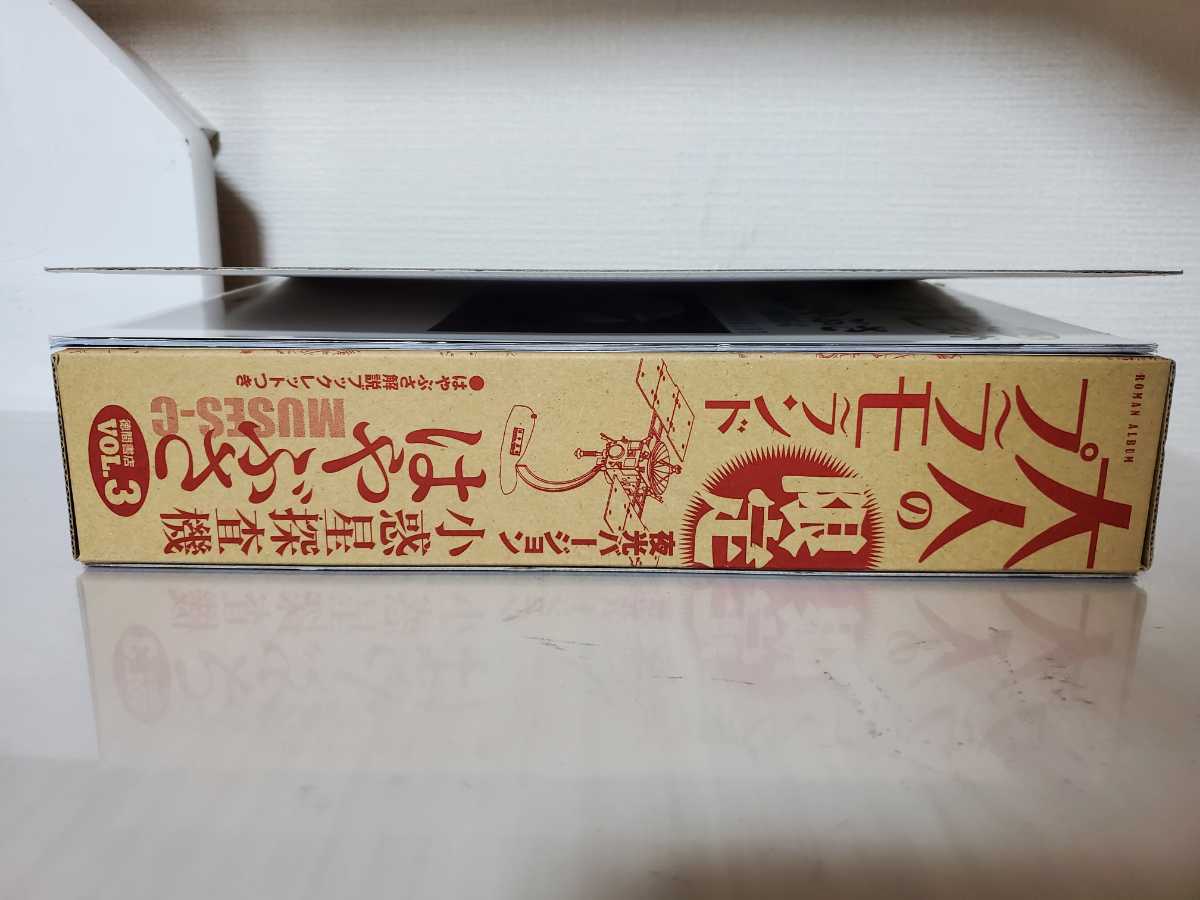 ROMAN ALBUM
大人の
プラモ
ランド
限定
夜光バージョン
小惑星探査機
はやぶさ
MUSES-C
●はやぶさ解説ブックレットつき
徳間書店
VOL.3